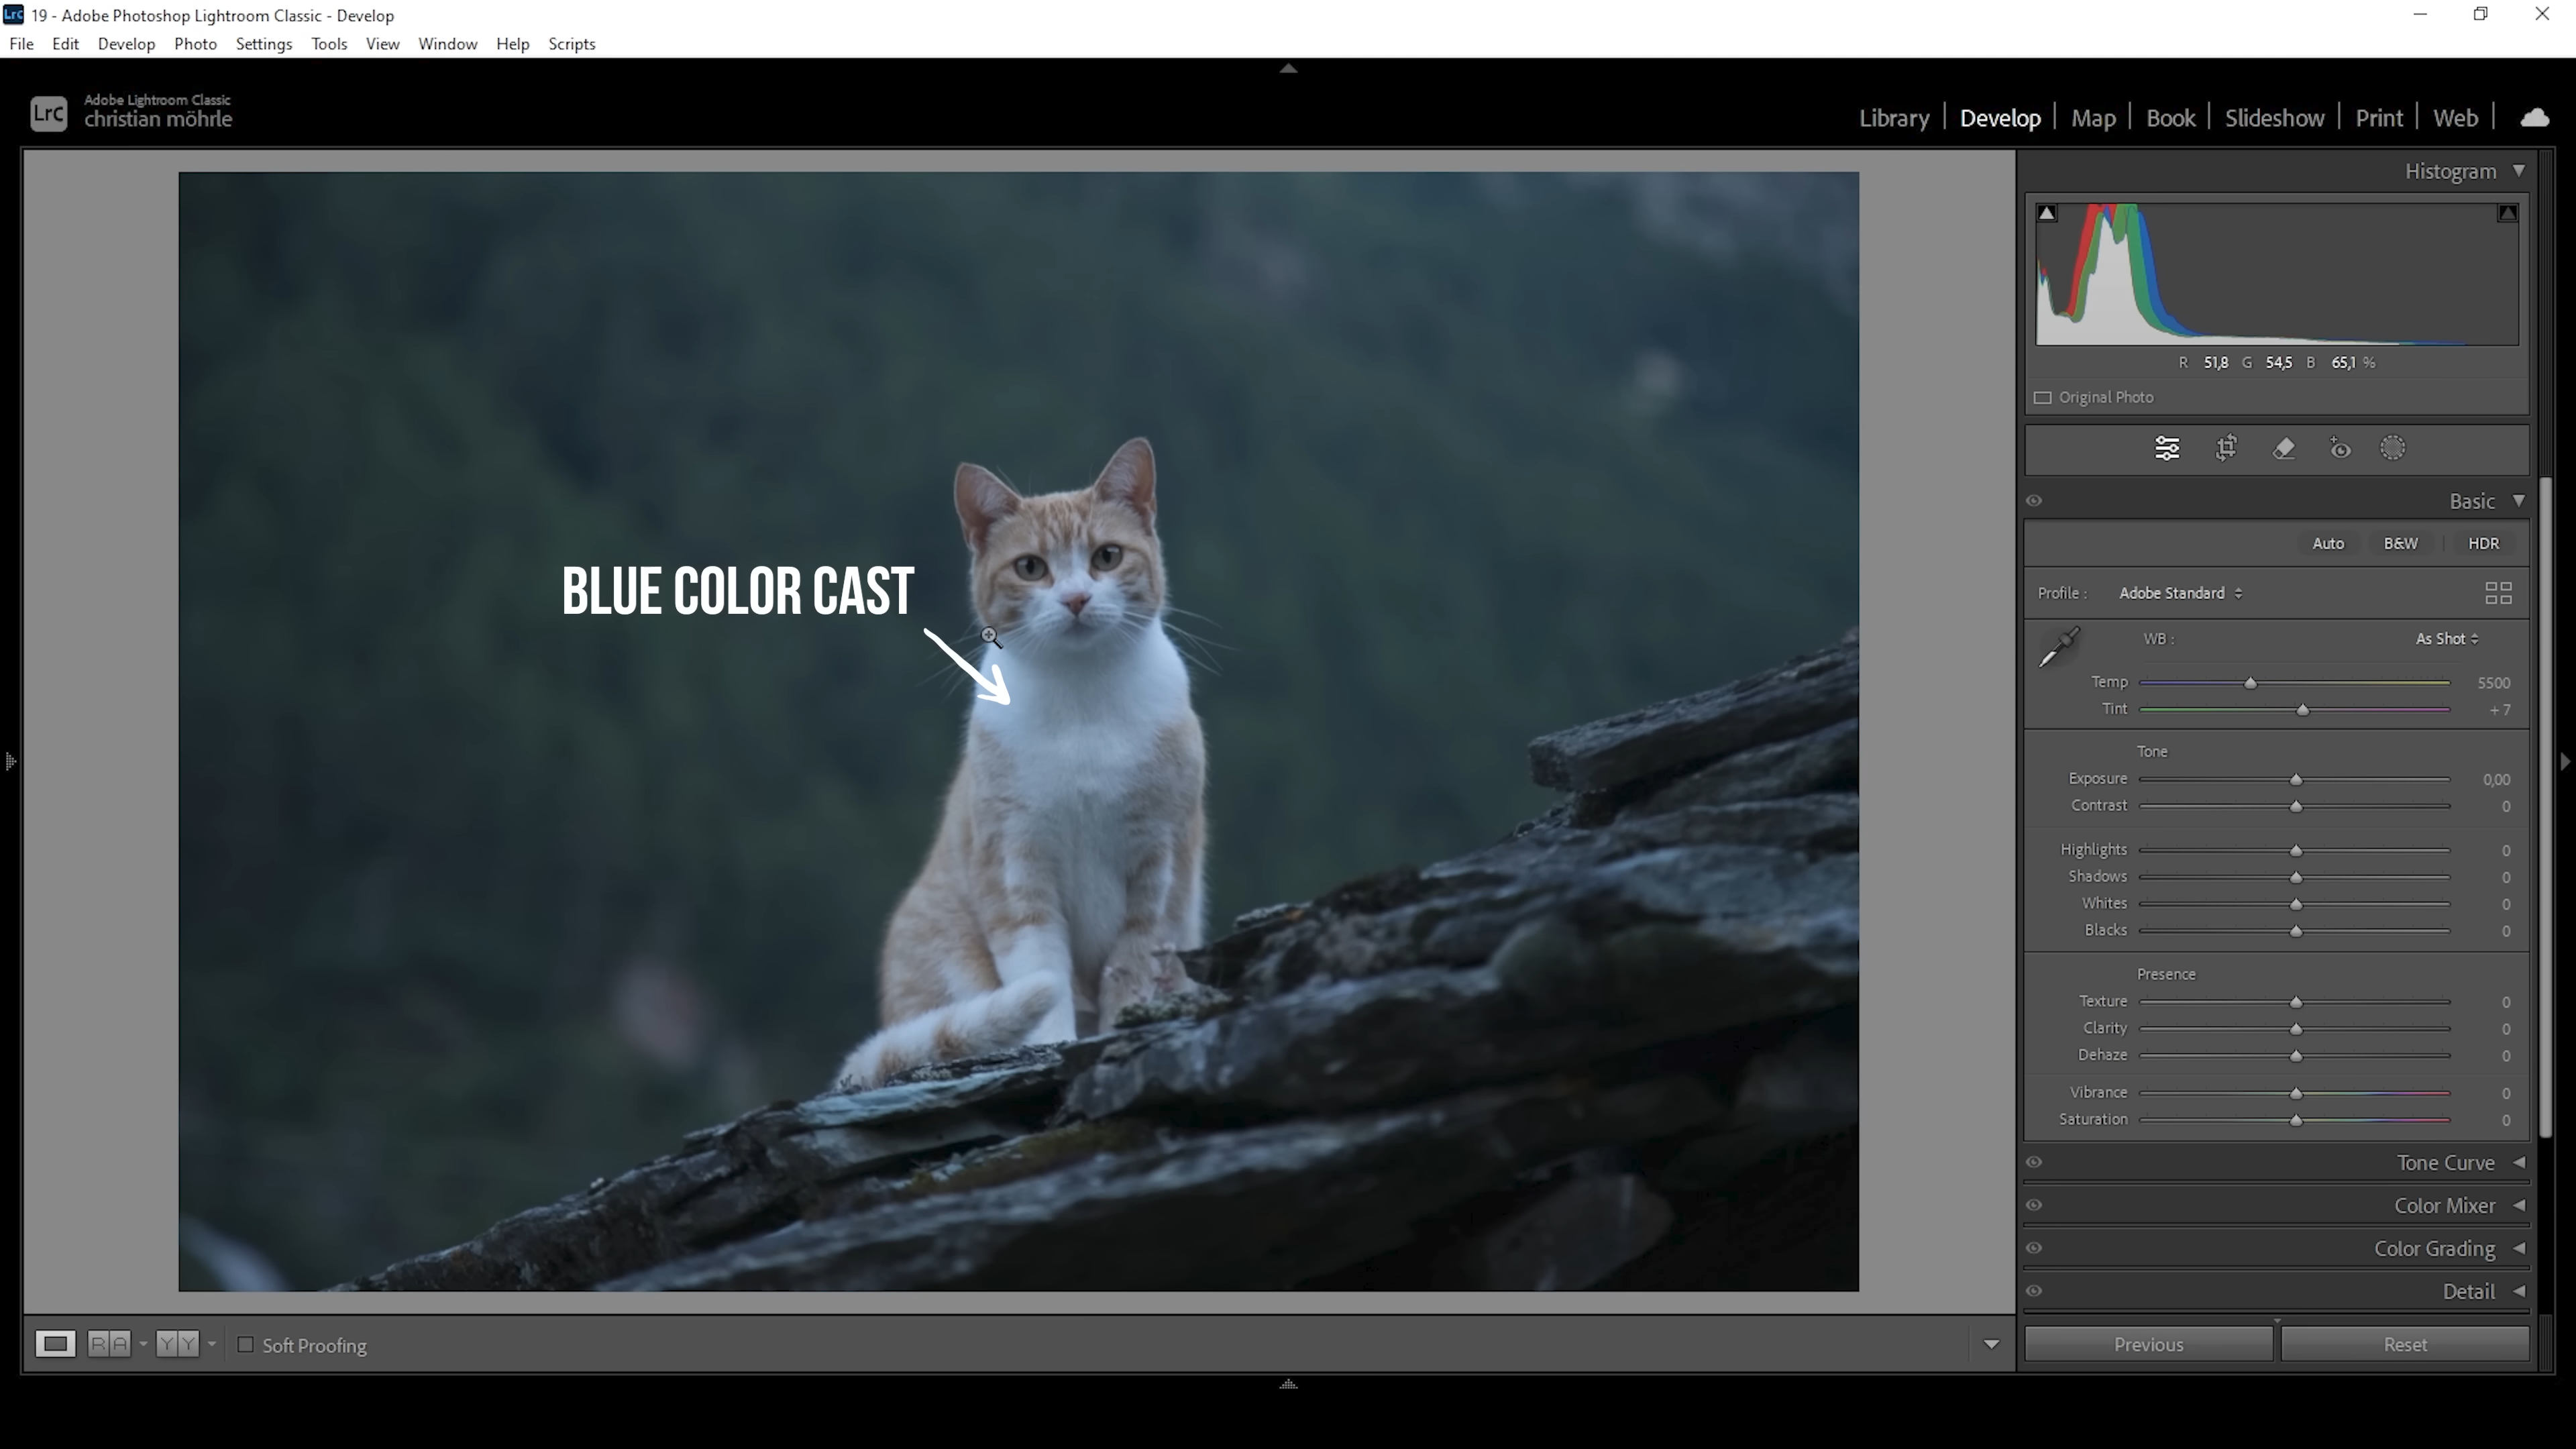 Lrc 19 - Adobe Photoshop Lightroom Classic - Develop
File Edit Develop Photo Settings Tools View Window Help Scripts
Lrc Adobe Lightroom Classic
christian möhrle
Library | Develop | Map | Book | Slideshow | Print | Web |
Histogram
R 51,8 G 54,5 B 65,1 %
Original Photo
Basic
Auto B&W HDR
Profile : Adobe Standard
WB : As Shot
Temp 5500
Tint + 7
Tone
Exposure 0,00
Contrast 0
Highlights 0
Shadows 0
Whites 0
Blacks 0
Presence
Texture 0
Clarity 0
Dehaze 0
Vibrance 0
Saturation 0
Tone Curve
Color Mixer
Color Grading
Detail
Previous Reset
BLUE COLOR CAST
R A Y Y Soft Proofing